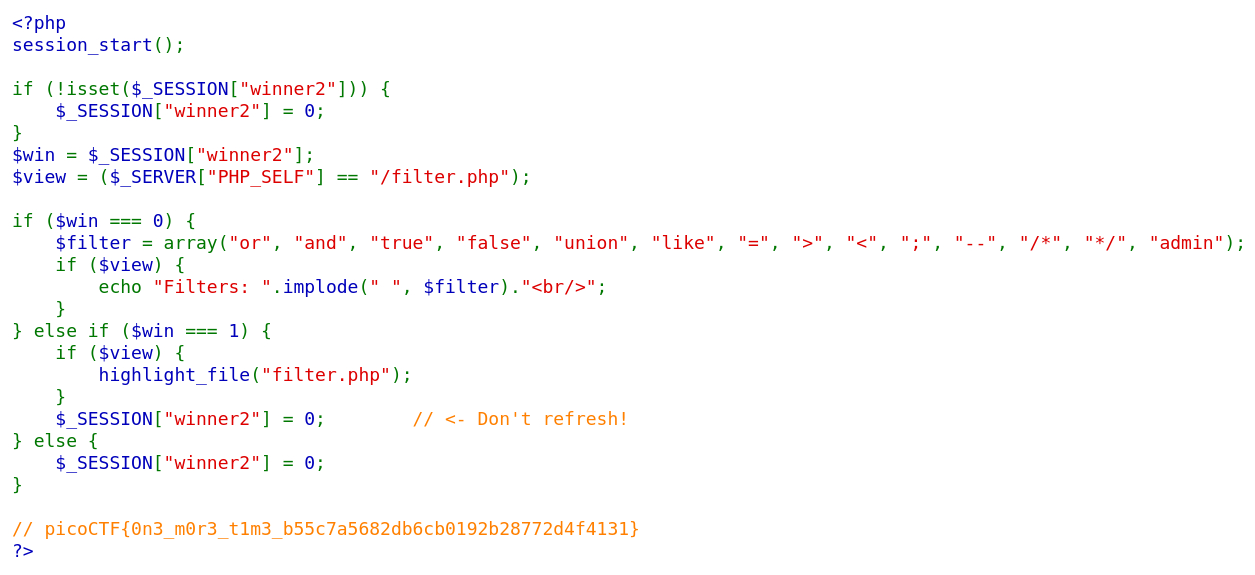 <?php
session_start();

if (!isset($_SESSION["winner2"])) {
    $_SESSION["winner2"] = 0;
}
$win = $_SESSION["winner2"];
$view = ($_SERVER["PHP_SELF"] == "/filter.php");

if ($win === 0) {
    $filter = array("or", "and", "true", "false", "union", "like", "=", ">", "<", ";", "--", "/*", "*/", "admin");
    if ($view) {
        echo "Filters: ".implode(" ", $filter)."<br/>";
    }
} else if ($win === 1) {
    if ($view) {
        highlight_file("filter.php");
    }
    $_SESSION["winner2"] = 0;        // <- Don't refresh!
} else {
    $_SESSION["winner2"] = 0;
}

// picoCTF{0n3_m0r3_t1m3_b55c7a5682db6cb0192b28772d4f4131}
?>